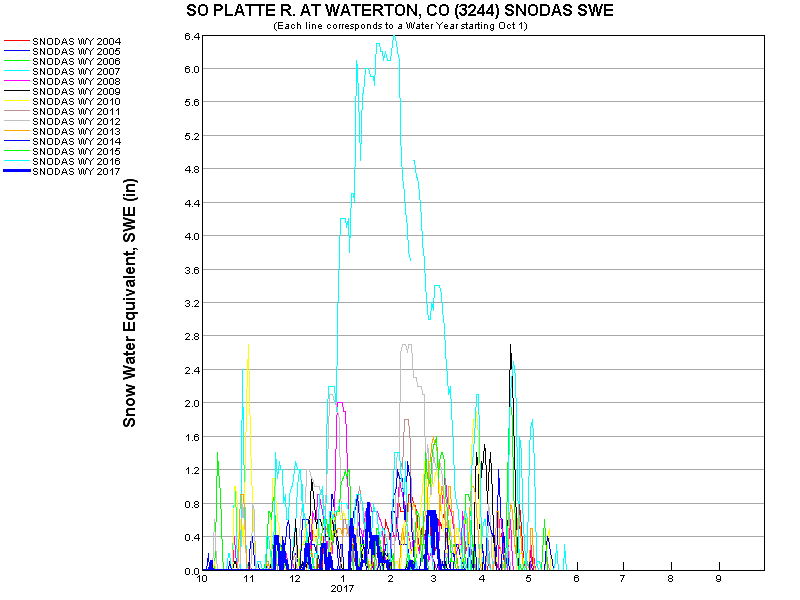 SO PLATTE R. AT WATERTON, CO (3244) SNODAS SWE
(Each line corresponds to a Water Year starting Oct 1)
SNODAS WY 2004
SNODAS WY 2005
SNODAS WY 2006
SNODAS WY 2007
SNODAS WY 2008
SNODAS WY 2009
SNODAS WY 2010
SNODAS WY 2011
SNODAS WY 2012
SNODAS WY 2013
SNODAS WY 2014
SNODAS WY 2015
SNODAS WY 2016
SNODAS WY 2017
Snow Water Equivalent, SWE (in)
6.4
6.0
5.6
5.2
4.8
4.4
4.0
3.6
3.2
2.8
2.4
2.0
1.6
1.2
0.8
0.4
0.0
10 11 12 1 2 3 4 5 6 7 8 9
2017